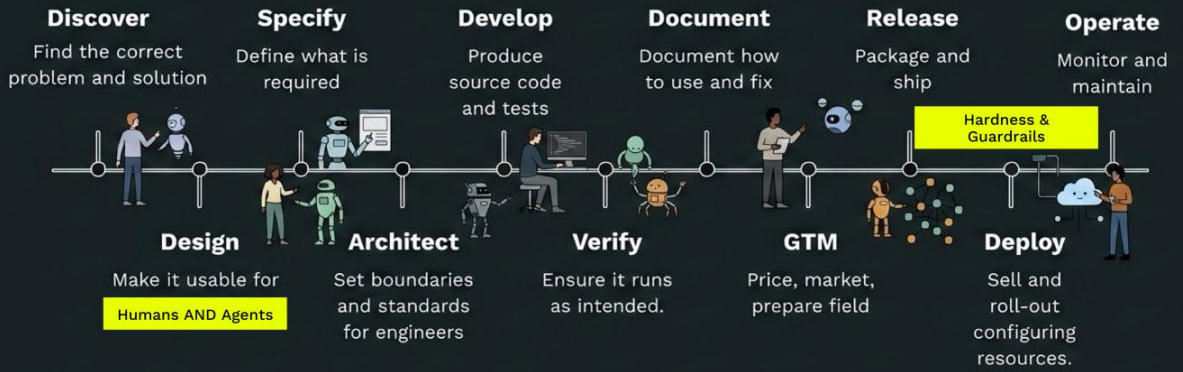 Discover
Find the correct
problem and solution
Specify
Define what is
required
Develop
Produce
source code
and tests
Document
Document how
to use and fix
Release
Package and
ship
Operate
Monitor and
maintain
Hardness &
Guardrails
Design
Make it usable for
Humans AND Agents
Architect
Set boundaries
and standards
for engineers
Verify
Ensure it runs
as intended.
GTM
Price, market,
prepare field
Deploy
Sell and
roll-out
configuring
resources.